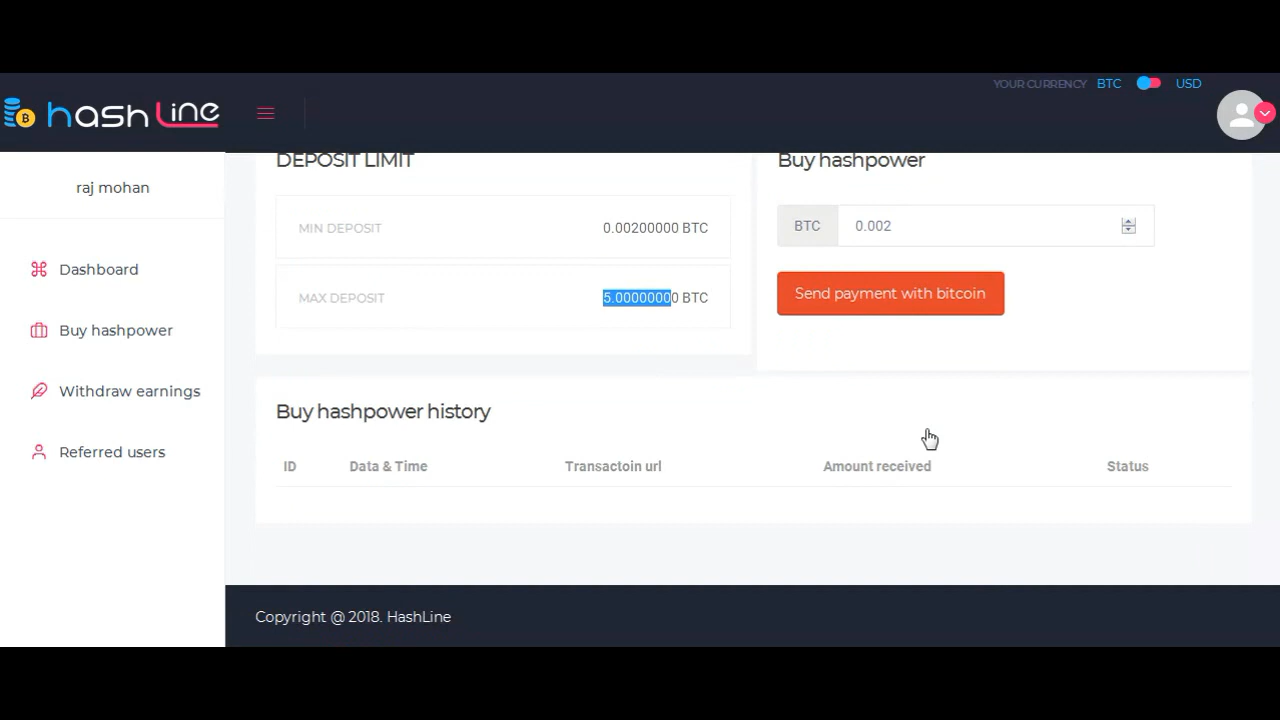 YOUR CURRENCY BTC USD
hash Line
raj mohan
Dashboard
Buy hashpower
Withdraw earnings
Referred users
DEPOSIT LIMIT
MIN DEPOSIT 0.00200000 BTC
MAX DEPOSIT 5.00000000 BTC
Buy hashpower
BTC 0.002
Send payment with bitcoin
Buy hashpower history
ID Data & Time Transactoin url Amount received Status
Copyright @ 2018. HashLine